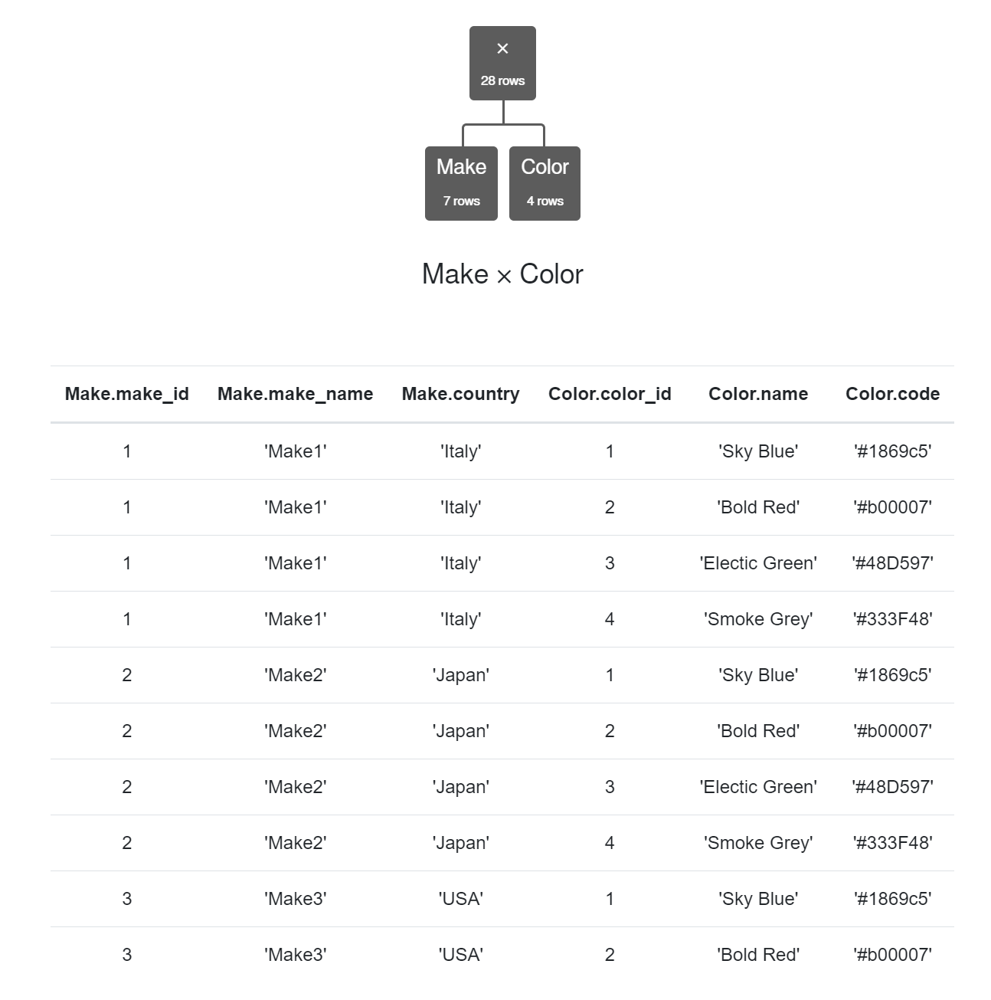 ×
28 rows
Make Color
7 rows 4 rows
Make × Color
Make.make_id Make.make_name Make.country Color.color_id Color.name Color.code
1 'Make1' 'Italy' 1 'Sky Blue' '#1869c5'
1 'Make1' 'Italy' 2 'Bold Red' '#b00007'
1 'Make1' 'Italy' 3 'Electic Green' '#48D597'
1 'Make1' 'Italy' 4 'Smoke Grey' '#333F48'
2 'Make2' 'Japan' 1 'Sky Blue' '#1869c5'
2 'Make2' 'Japan' 2 'Bold Red' '#b00007'
2 'Make2' 'Japan' 3 'Electic Green' '#48D597'
2 'Make2' 'Japan' 4 'Smoke Grey' '#333F48'
3 'Make3' 'USA' 1 'Sky Blue' '#1869c5'
3 'Make3' 'USA' 2 'Bold Red' '#b00007'